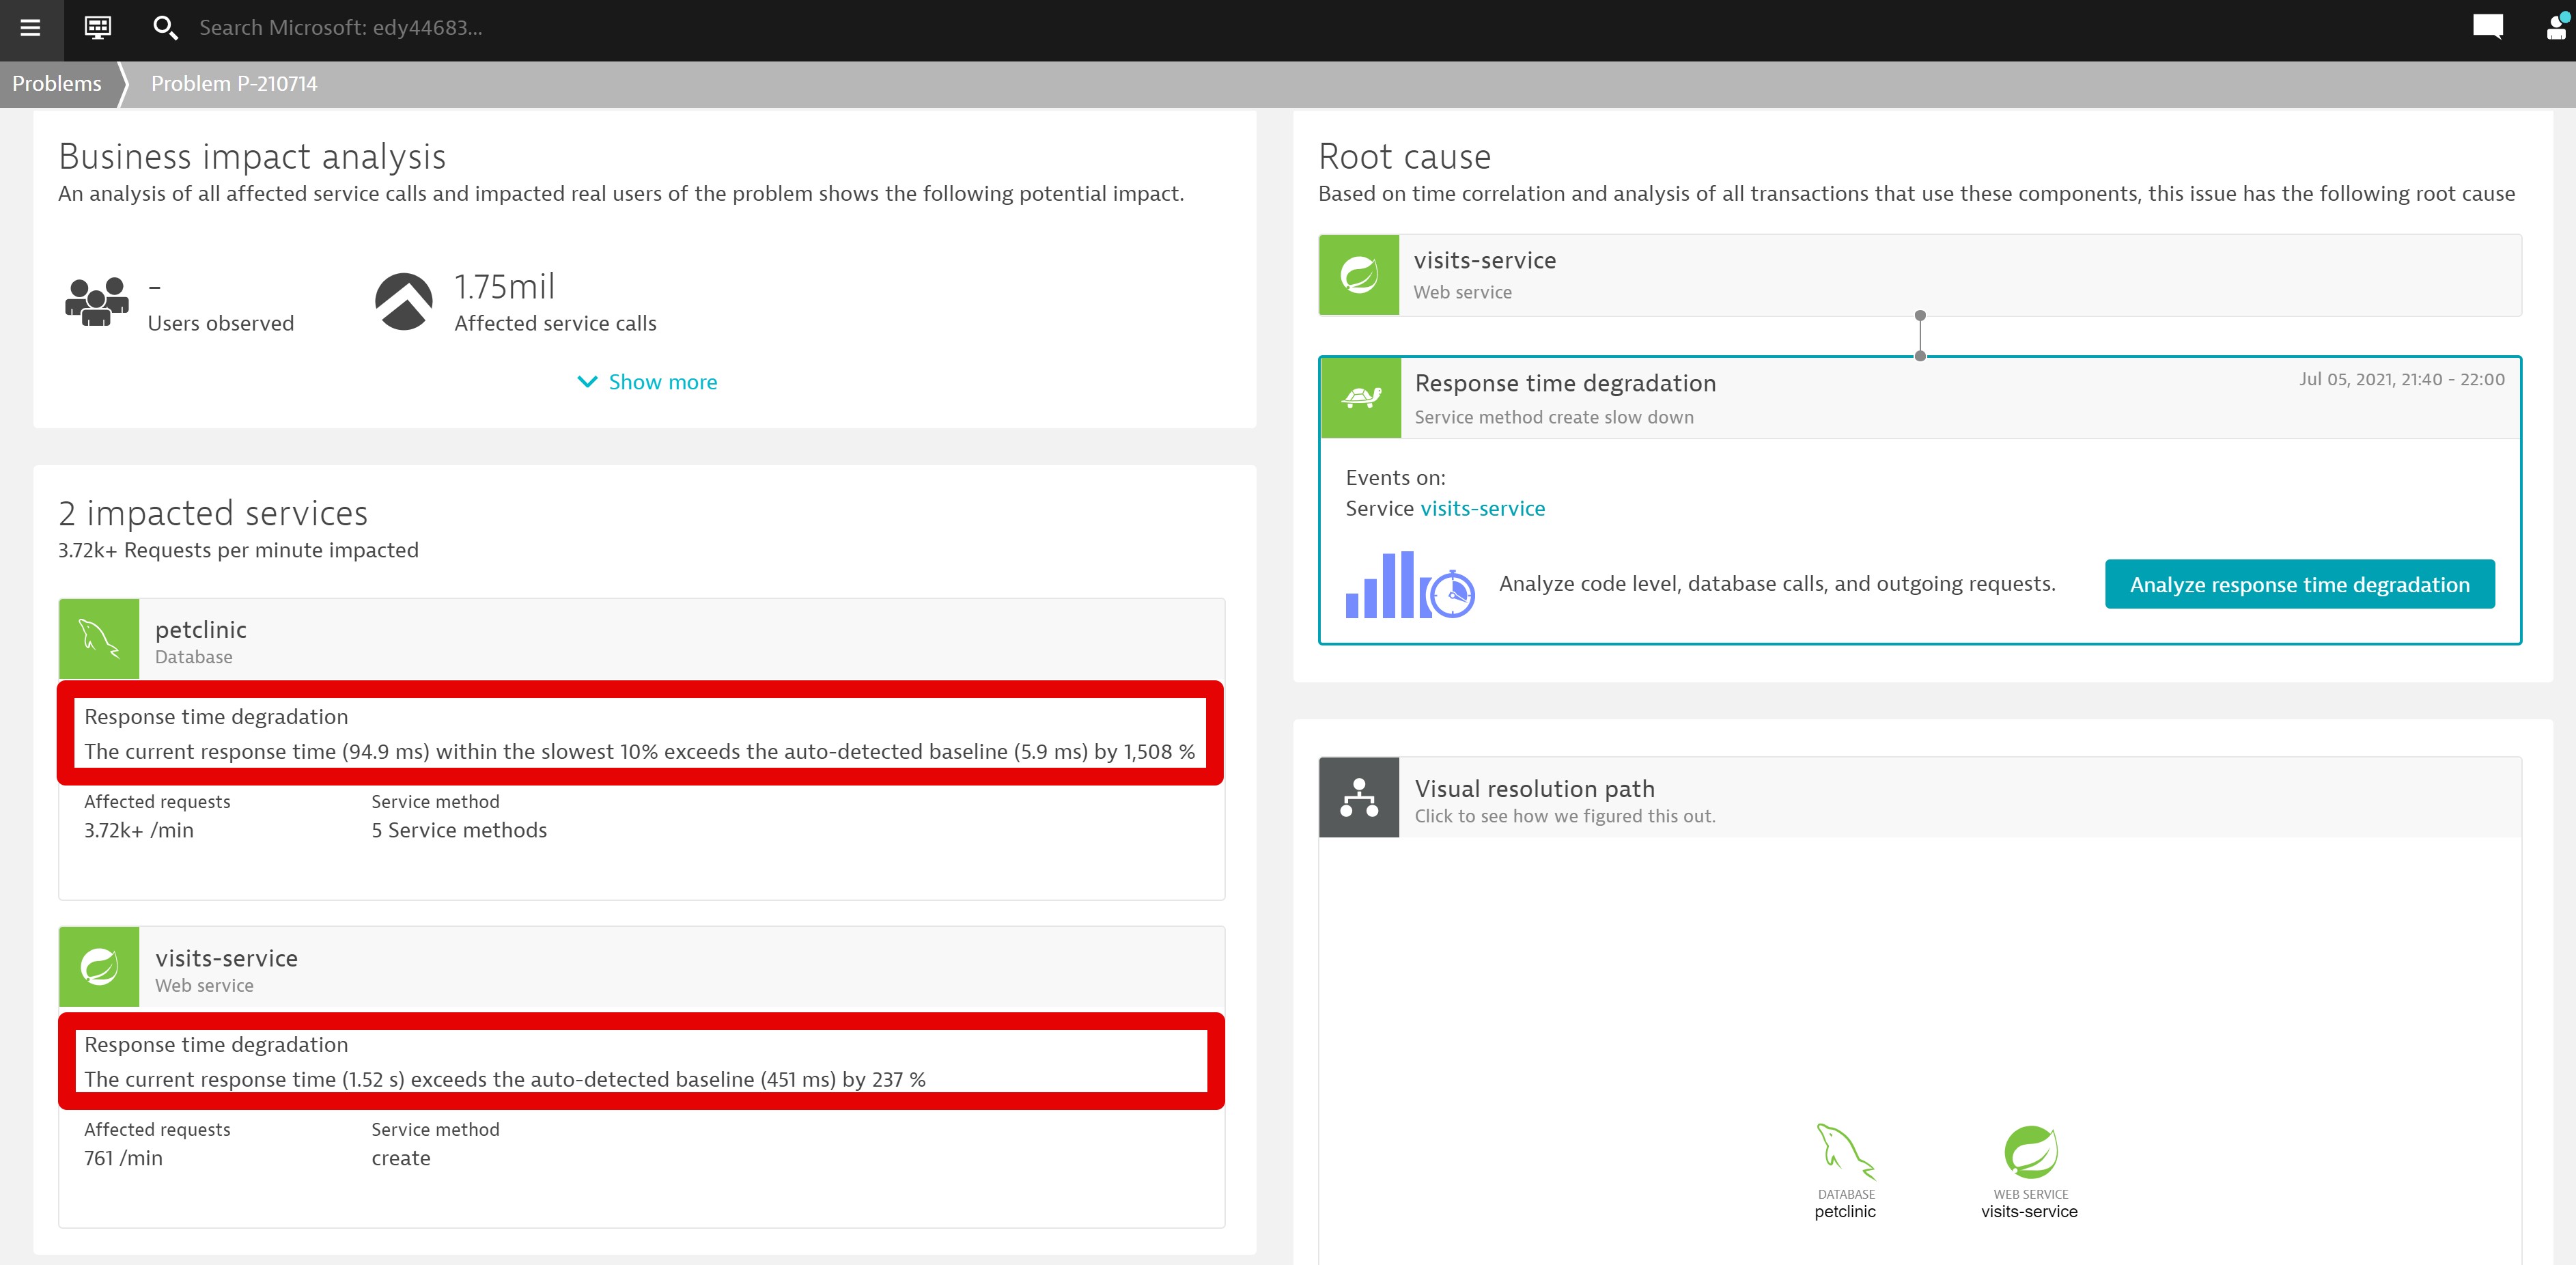 Search Microsoft: edy44683...
Problems
Problem P-210714
Business impact analysis
An analysis of all affected service calls and impacted real users of the problem shows the following potential impact.
-
Users observed
1.75mil
Affected service calls
Show more
2 impacted services
3.72k+ Requests per minute impacted
petclinic
Database
Response time degradation
The current response time (94.9 ms) within the slowest 10% exceeds the auto-detected baseline (5.9 ms) by 1,508 %
Affected requests
3.72k+ /min
Service method
5 Service methods
visits-service
Web service
Response time degradation
The current response time (1.52 s) exceeds the auto-detected baseline (451 ms) by 237 %
Affected requests
761 /min
Service method
create
Root cause
Based on time correlation and analysis of all transactions that use these components, this issue has the following root cause
visits-service
Web service
Response time degradation
Jul 05, 2021, 21:40 - 22:00
Service method create slow down
Events on:
Service visits-service
Analyze code level, database calls, and outgoing requests.
Analyze response time degradation
Visual resolution path
Click to see how we figured this out.
DATABASE
petclinic
WEB SERVICE
visits-service